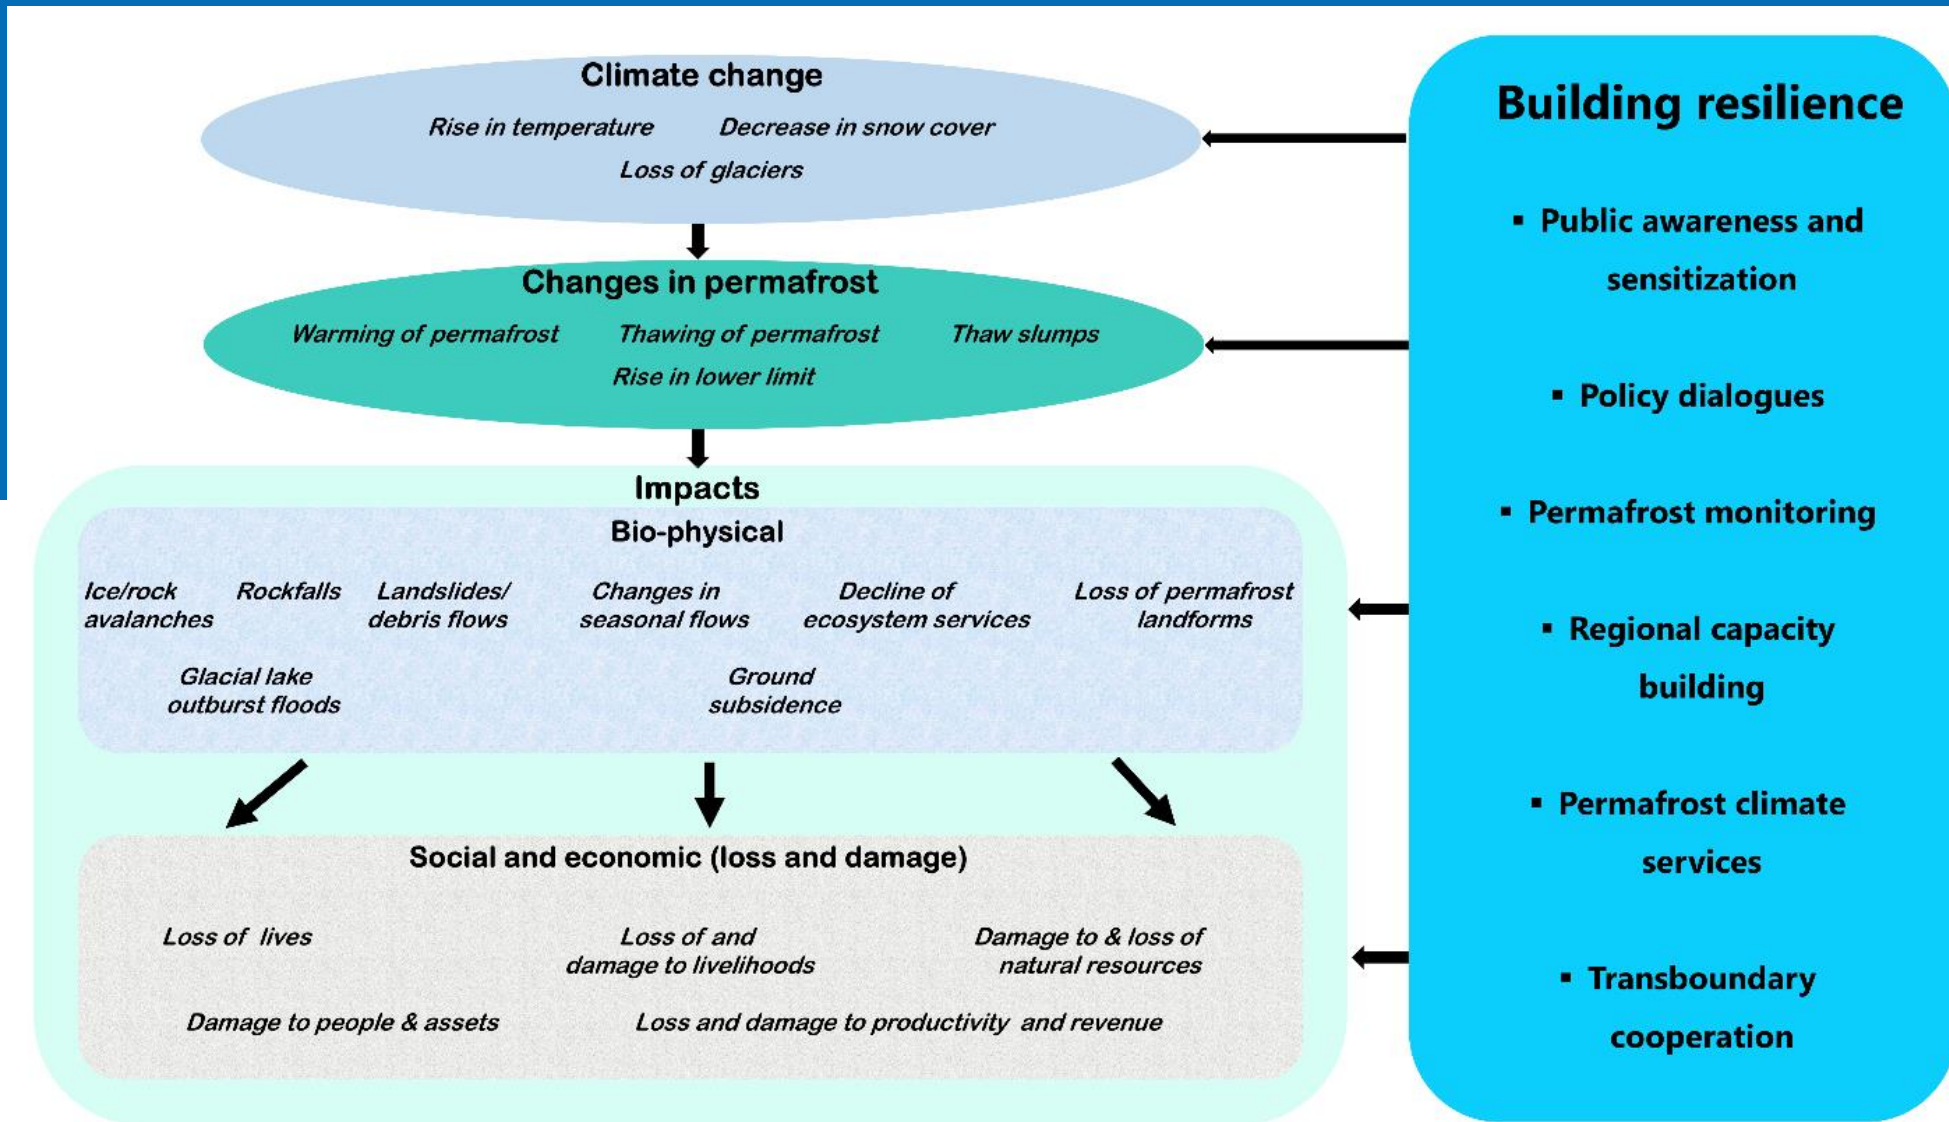 Climate change
Rise in temperature Decrease in snow cover
Loss of glaciers
Changes in permafrost
Warming of permafrost Thawing of permafrost Thaw slumps
Rise in lower limit
Impacts
Bio-physical
Ice/rock
avalanches
Rockfalls
Landslides/
debris flows
Changes in
seasonal flows
Decline of
ecosystem services
Loss of permafrost
landforms
Glacial lake
outburst floods
Ground
subsidence
Social and economic (loss and damage)
Loss of lives
Loss of and
damage to livelihoods
Damage to & loss of
natural resources
Damage to people & assets
Loss and damage to productivity and revenue
Building resilience
▪ Public awareness and
sensitization
▪ Policy dialogues
▪ Permafrost monitoring
▪ Regional capacity
building
▪ Permafrost climate
services
▪ Transboundary
cooperation